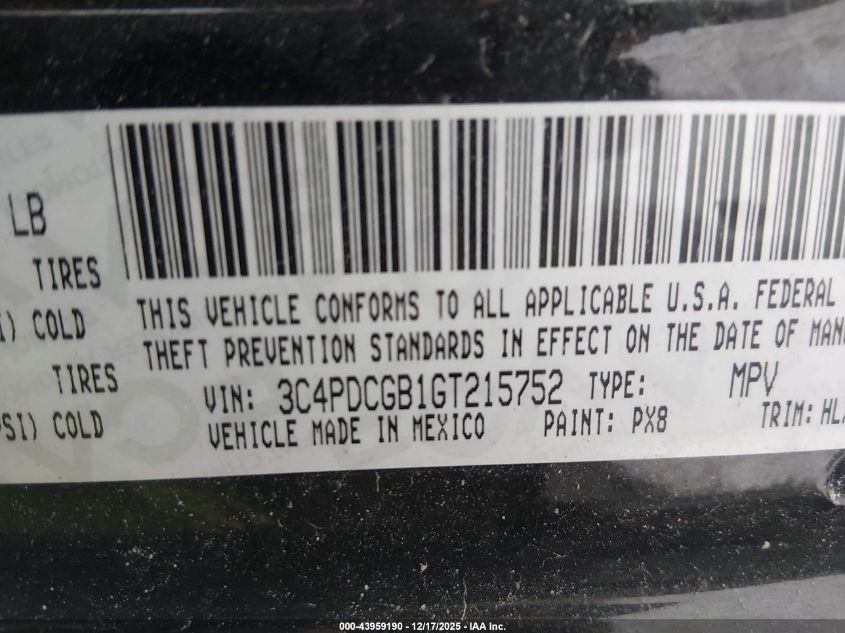 LB
TIRES
I) COLD
TIRES
PSI) COLD
THIS VEHICLE CONFORMS TO ALL APPLICABLE U.S.A. FEDERAL
THEFT PREVENTION STANDARDS IN EFFECT ON THE DATE OF MANU
VIN: 3C4PDCGB1GT215752 TYPE: MPV
VEHICLE MADE IN MEXICO PAINT: PX8 TRIM: HL
000-43959190 - 12/17/2025 - IAA Inc.